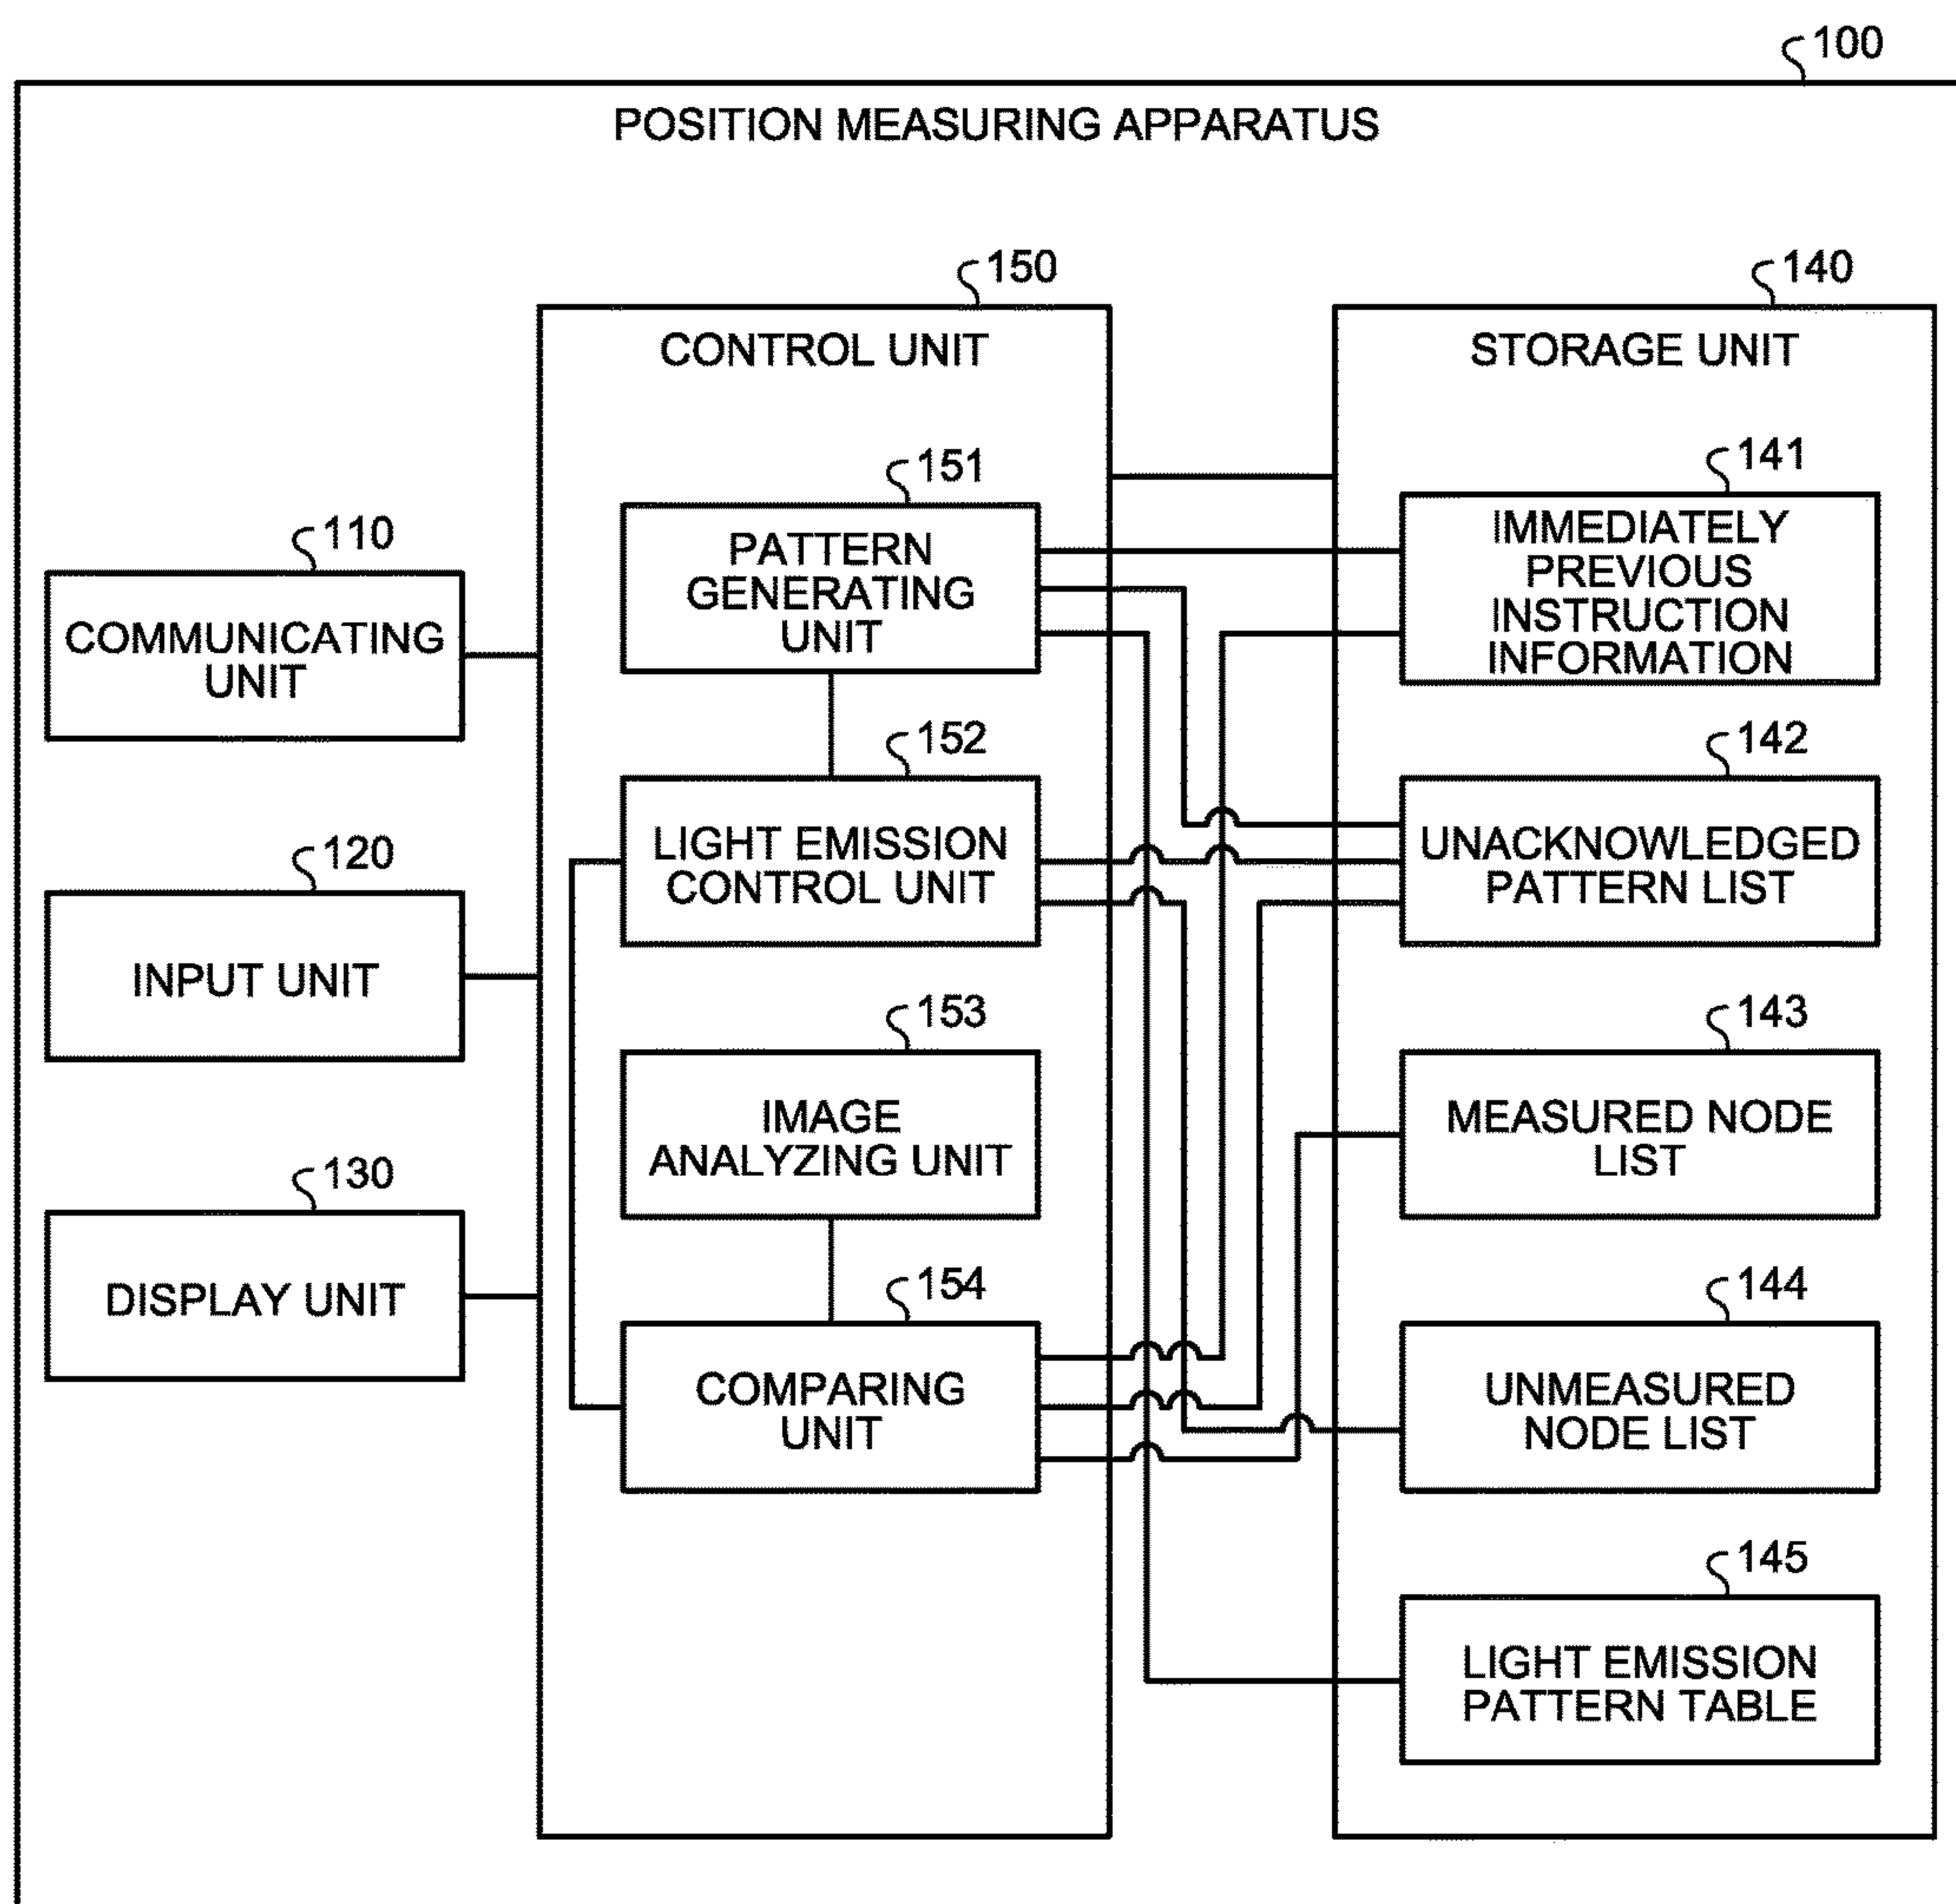 100
POSITION MEASURING APPARATUS
110
COMMUNICATING
UNIT
120
INPUT UNIT
130
DISPLAY UNIT
150
CONTROL UNIT
151
PATTERN
GENERATING
UNIT
152
LIGHT EMISSION
CONTROL UNIT
153
IMAGE
ANALYZING UNIT
154
COMPARING
UNIT
140
STORAGE UNIT
141
IMMEDIATELY
PREVIOUS
INSTRUCTION
INFORMATION
142
UNACKNOWLEDGED
PATTERN LIST
143
MEASURED NODE
LIST
144
UNMEASURED
NODE LIST
145
LIGHT EMISSION
PATTERN TABLE